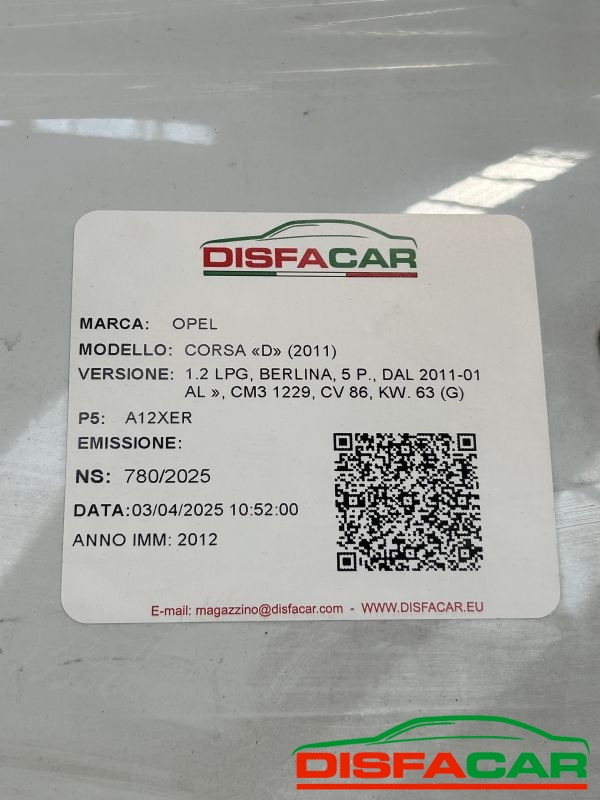 DISFACAR
MARCA: OPEL
MODELLO: CORSA «D» (2011)
VERSIONE: 1.2 LPG, BERLINA, 5 P., DAL 2011-01
AL », CM3 1229, CV 86, KW. 63 (G)
P5: A12XER
EMISSIONE:
NS: 780/2025
DATA:03/04/2025 10:52:00
ANNO IMM: 2012
E-mail: magazzino@disfacar.com - WWW.DISFACAR.EU
DISFACAR